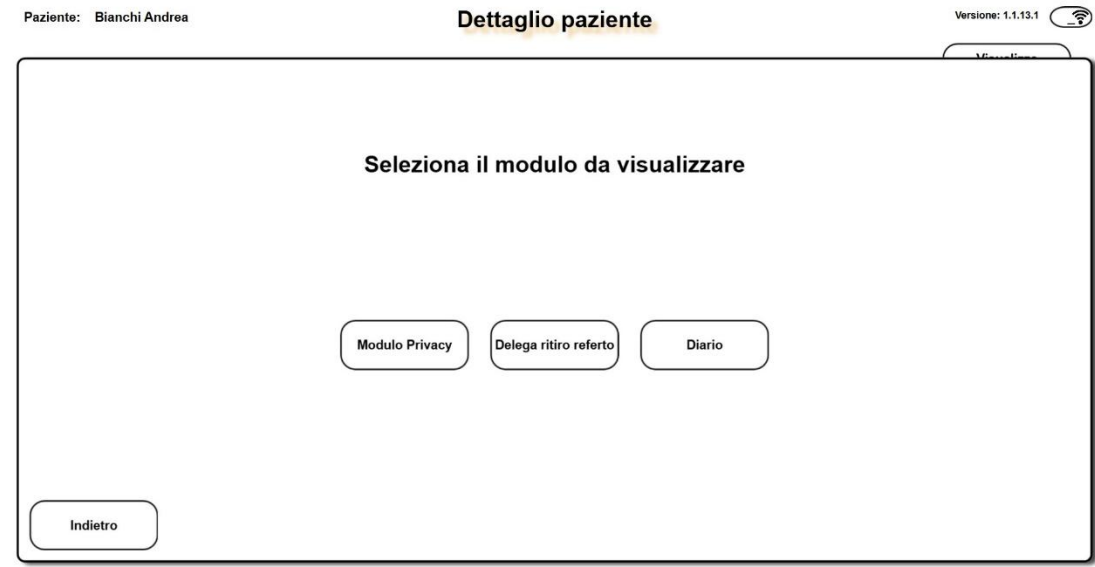 Paziente: Bianchi Andrea
Dettaglio paziente
Versione: 1.1.13.1
Seleziona il modulo da visualizzare
Modulo Privacy
Delega ritiro referto
Diario
Indietro